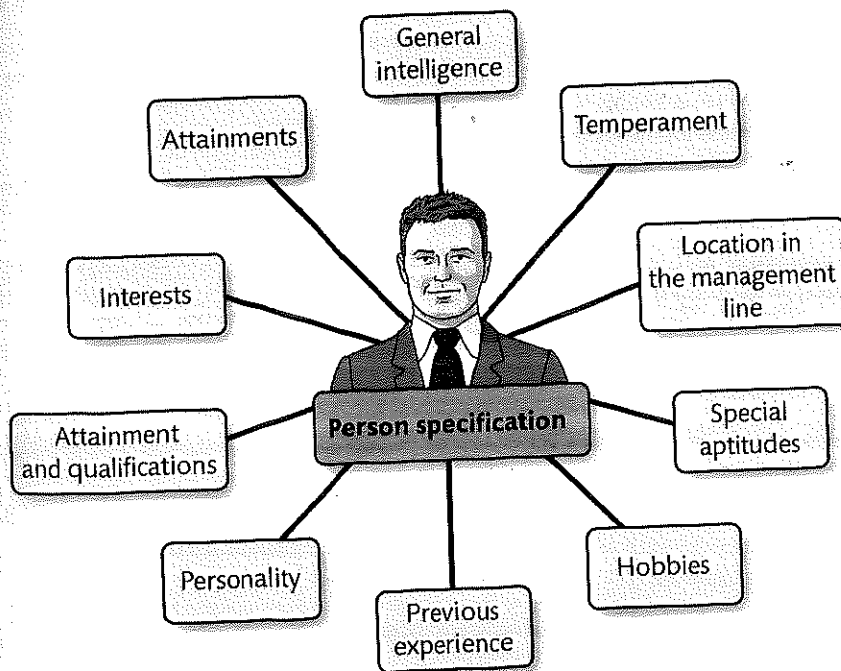 General
intelligence
Attainments
Temperament
Interests
Location in
the management
line
Person specification
Attainment
and qualifications
Special
aptitudes
Personality
Previous
experience
Hobbies